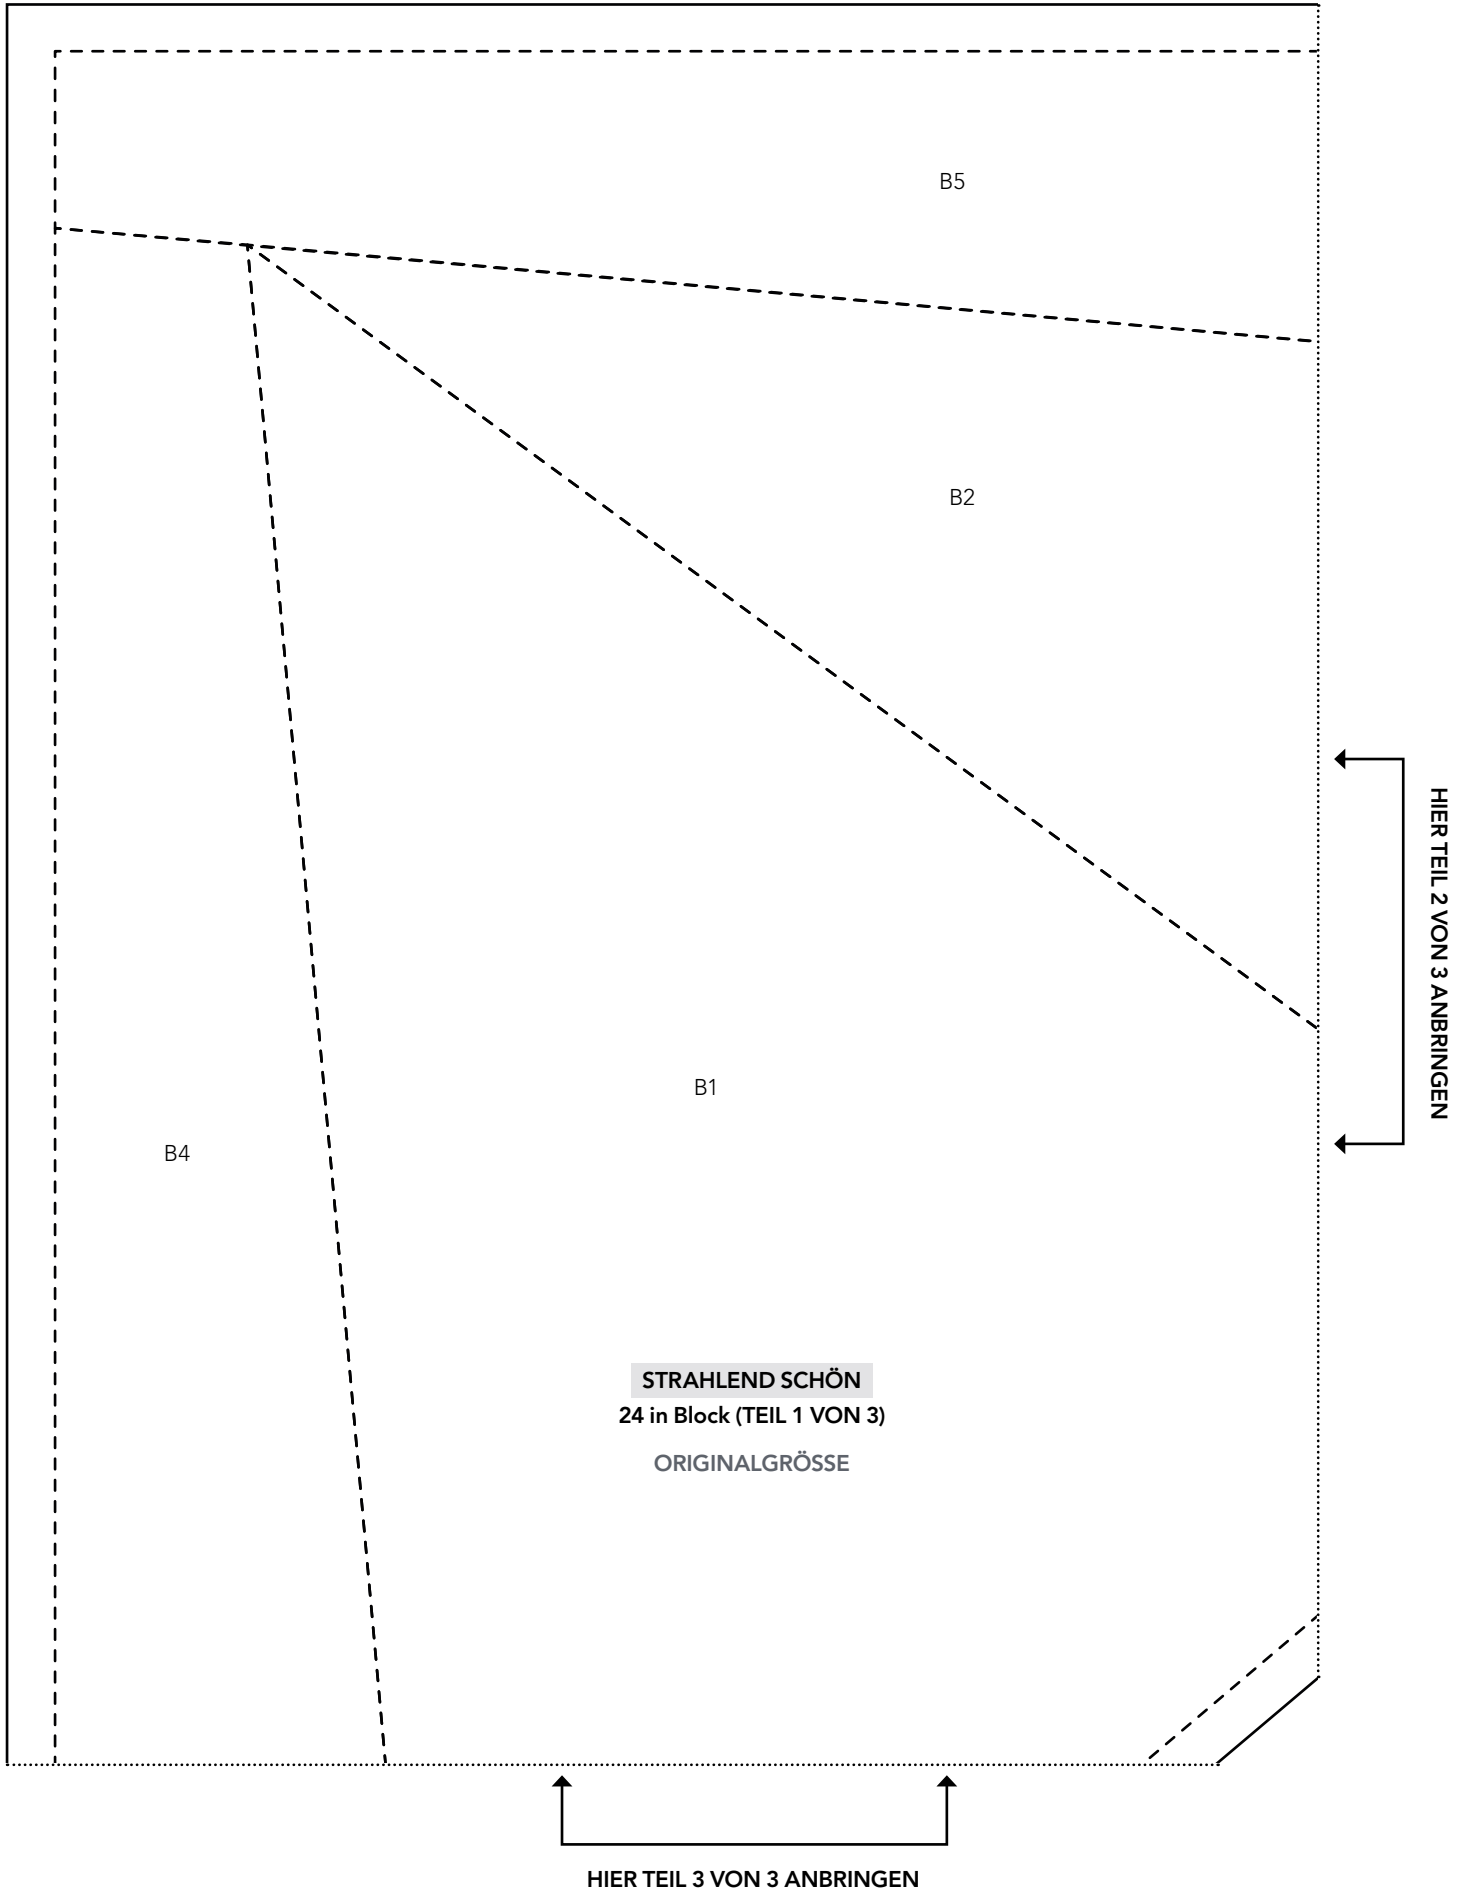 B5
B2
HIER TEIL 2 VON 3 ANBRINGEN
B1
B4
STRAHLEND SCHÖN
24 in Block (TEIL 1 VON 3)
ORIGINALGRÖSSE
HIER TEIL 3 VON 3 ANBRINGEN